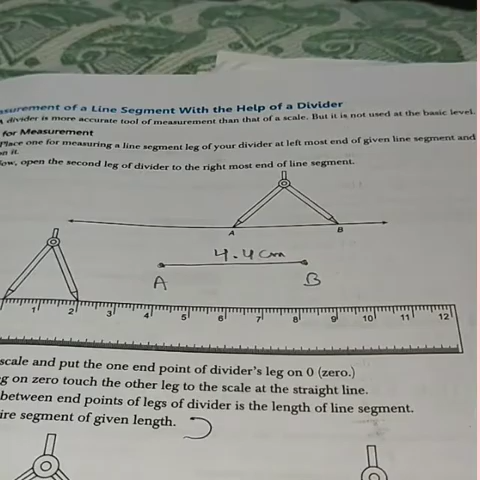 surement of a Line Segment With the Help of a Divider
A divider is more accurate tool of measurement than that of a scale. But it is not used at the basic level.
for Measurement
Place one for measuring a line segment leg of your divider at left most end of given line segment and
on it.
ow, open the second leg of divider to the right most end of line segment.
A B
4.4cm
A B
1 2 3 4 5 6 7 8 9 10 11 12
scale and put the one end point of divider's leg on 0 (zero.)
g on zero touch the other leg to the scale at the straight line.
between end points of legs of divider is the length of line segment.
ire segment of given length.